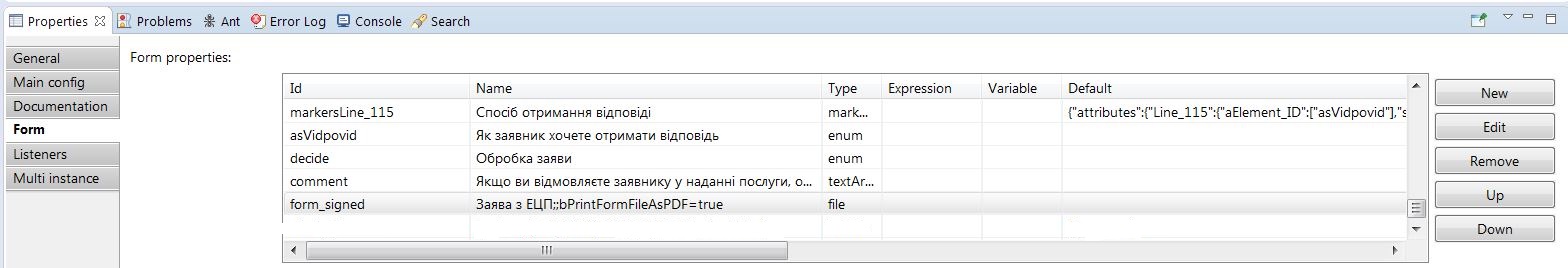 Properties Problems Ant Error Log Console Search
General
Main config
Documentation
Form
Listeners
Multi instance
Form properties:
Id Name Type Expression Variable Default
markersLine_115 Спосіб отримання відповіді mark... {"attributes":{"Line_115":{"aElement_ID":["asVidpovid"],"s
asVidpovid Як заявник хочете отримати відповідь enum
decide Обробка заяви enum
comment Якщо ви відмовляєте заявнику у наданні послуги, о... textAr...
form_signed Заява з ЕЦП;;bPrintFormFileAsPDF=true file
New
Edit
Remove
Up
Down